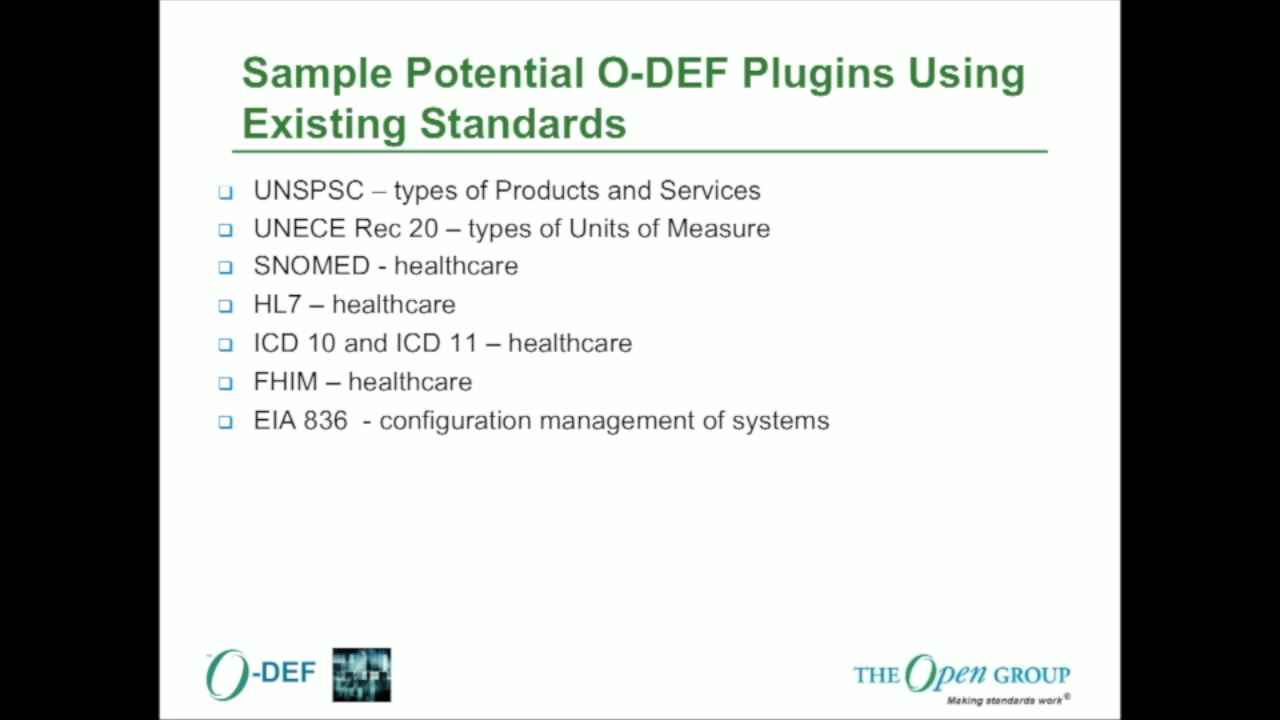 Sample Potential O-DEF Plugins Using
Existing Standards
UNSPSC – types of Products and Services
UNECE Rec 20 – types of Units of Measure
SNOMED - healthcare
HL7 – healthcare
ICD 10 and ICD 11 – healthcare
FHIM – healthcare
EIA 836  - configuration management of systems
O-DEF
THE Open GROUP
Making standards work®